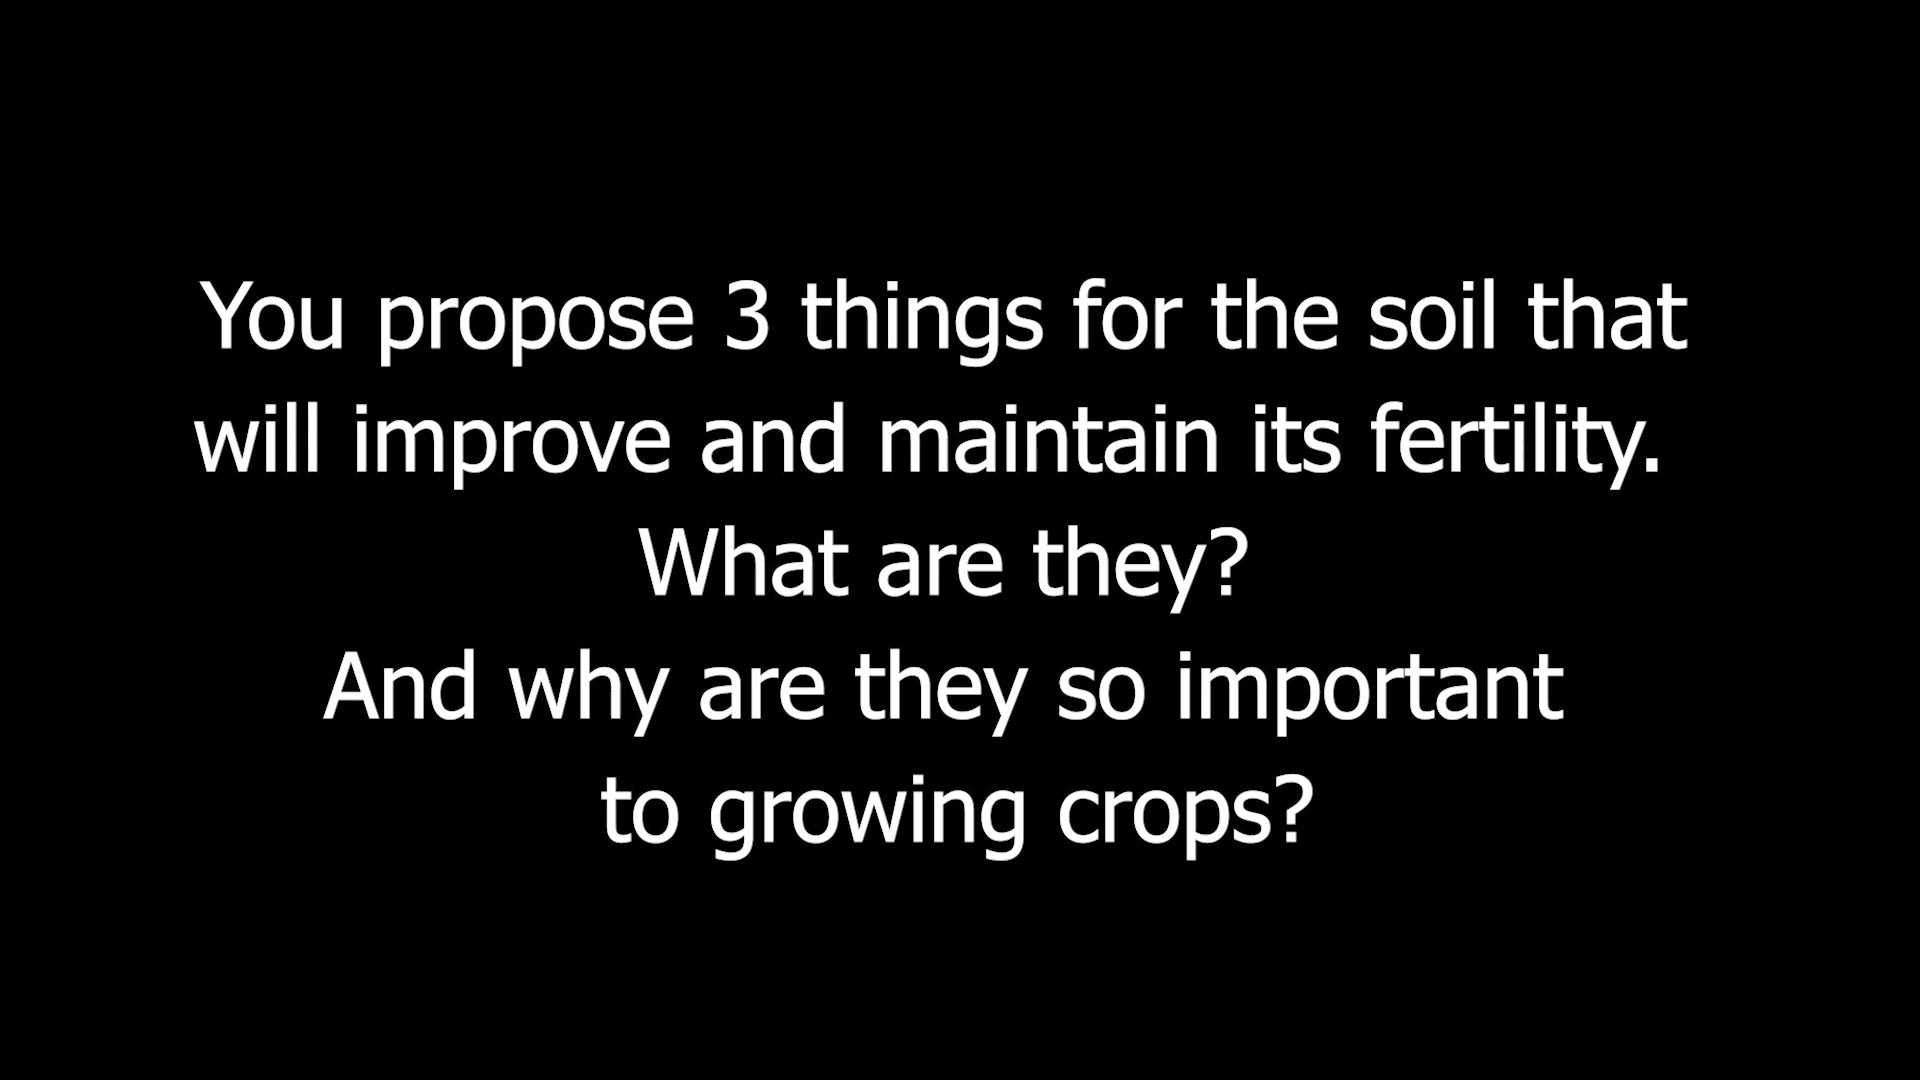 You propose 3 things for the soil that
will improve and maintain its fertility.
What are they?
And why are they so important
to growing crops?